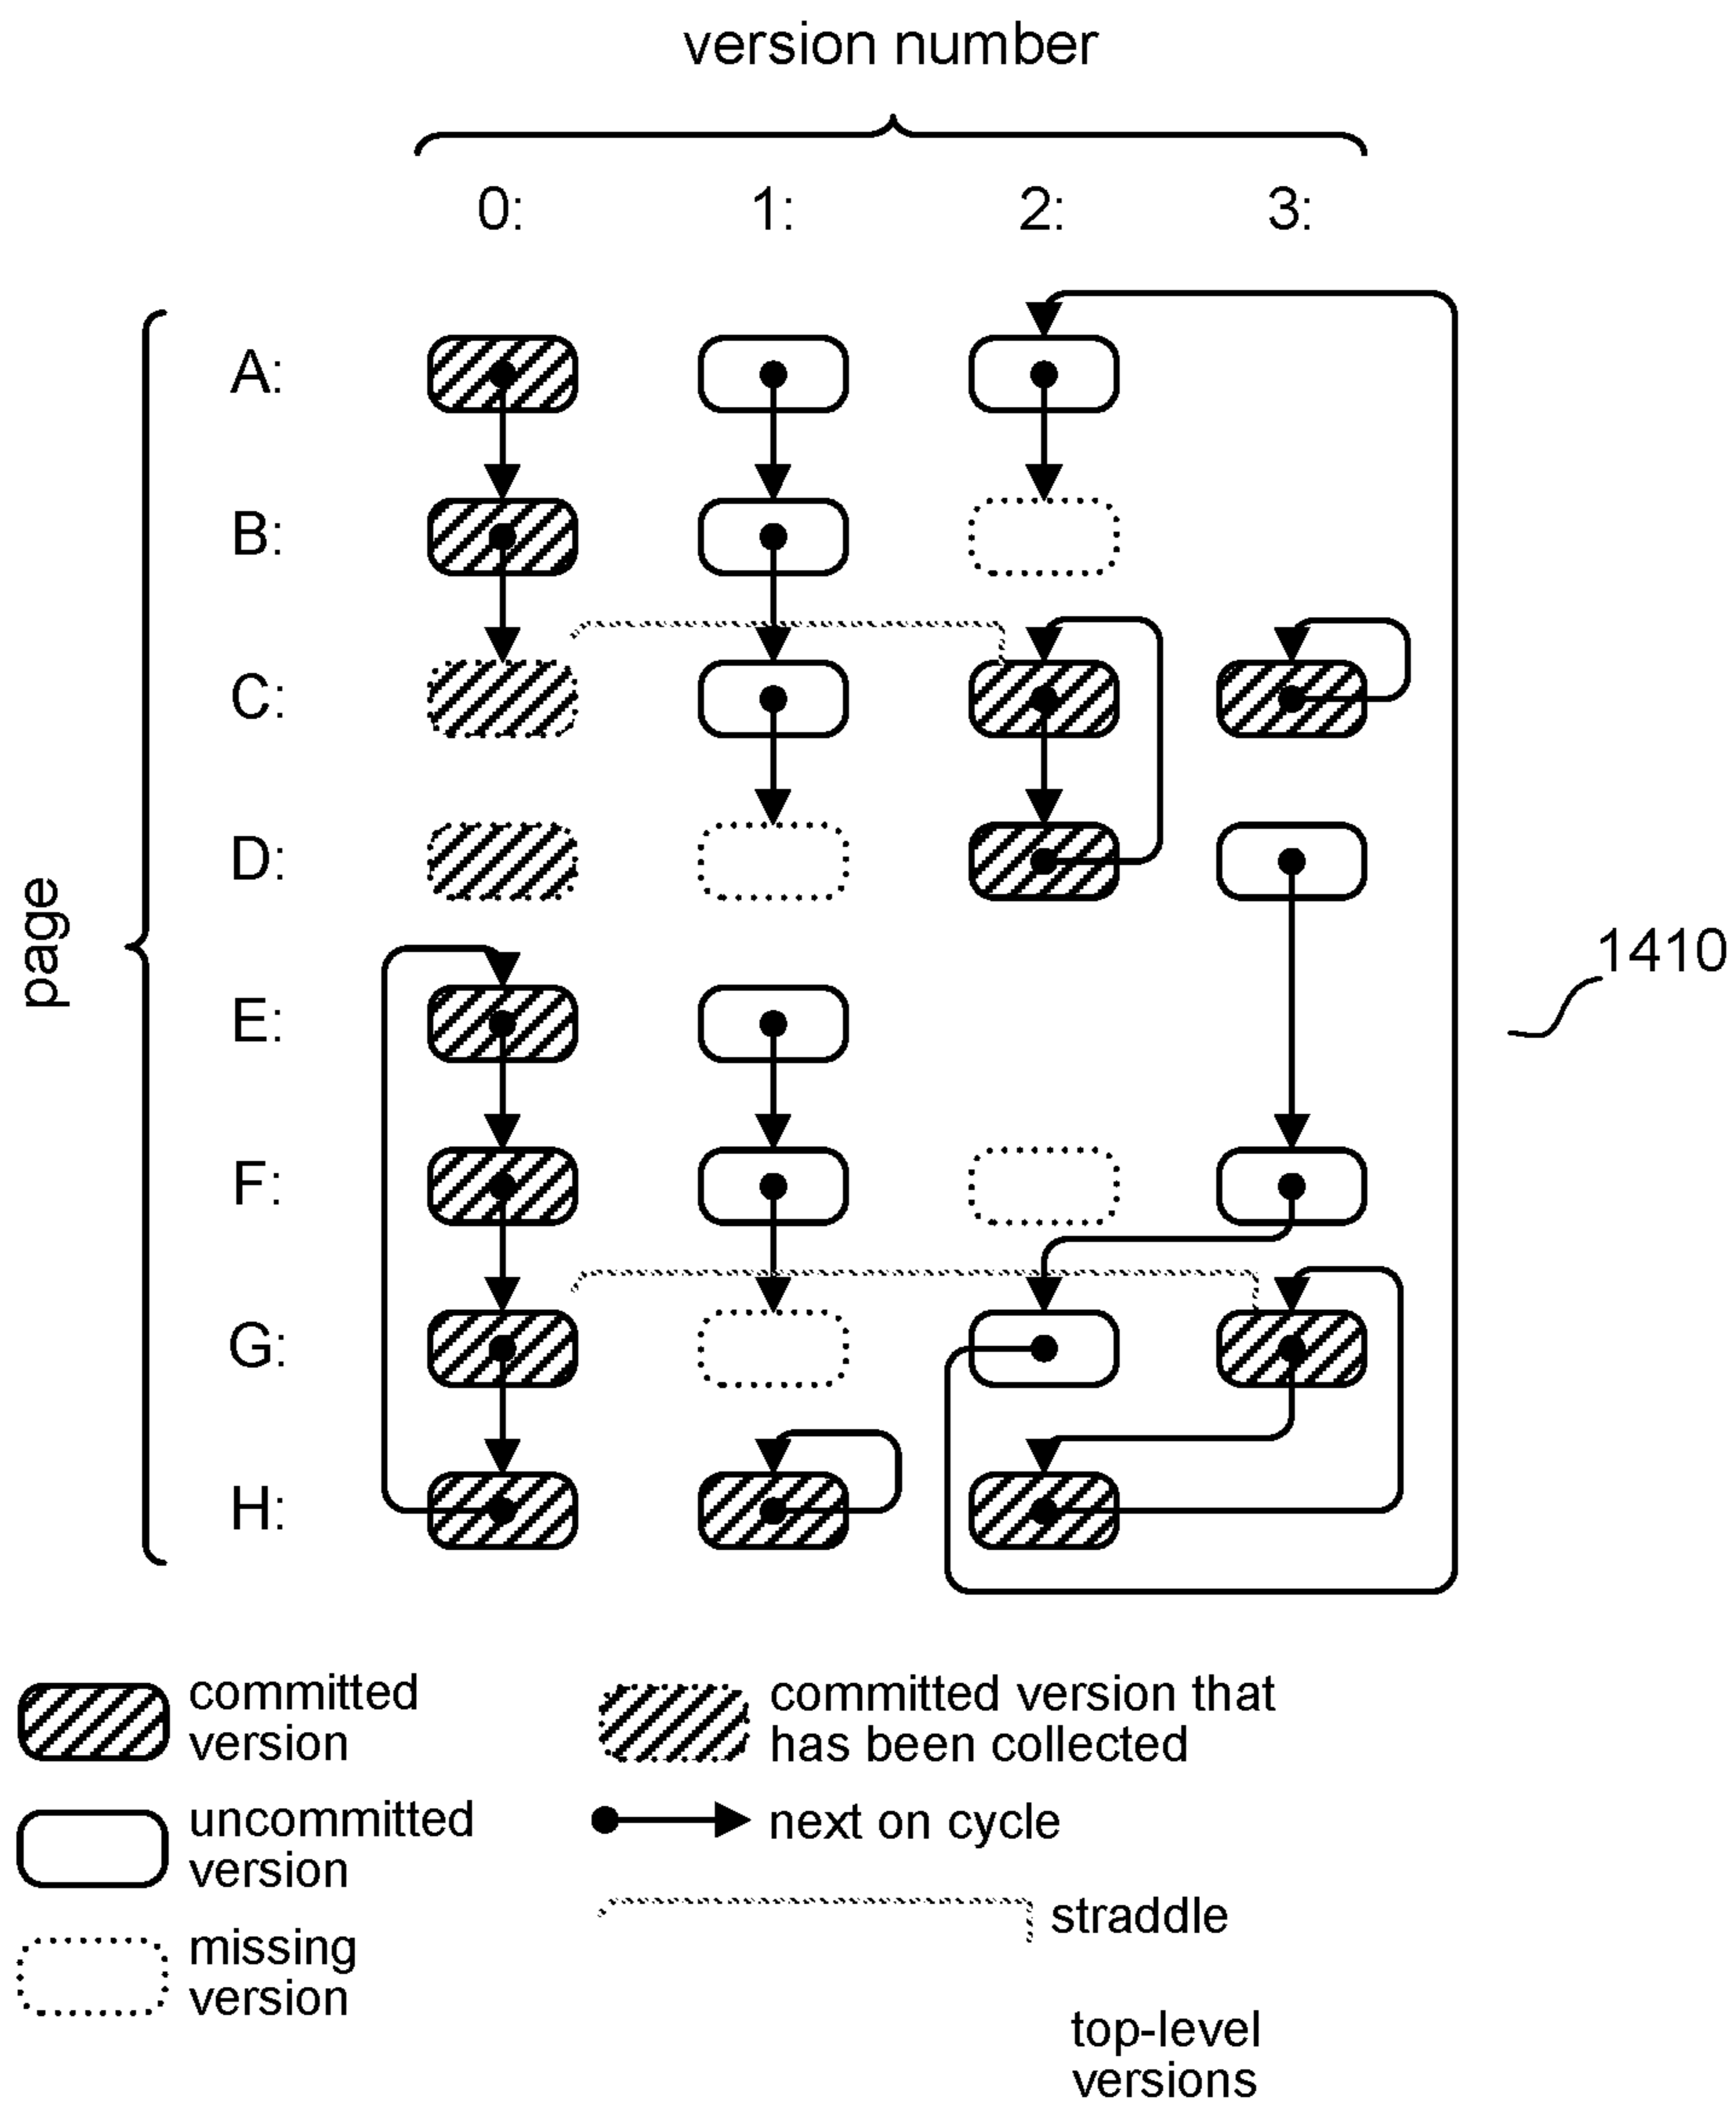 version number
0: 1: 2: 3:
A:
B:
C:
D:
page
E:
1410
F:
G:
H:
committed
version
committed version that
has been collected
uncommitted
version
next on cycle
straddle
missing
version
top-level
versions